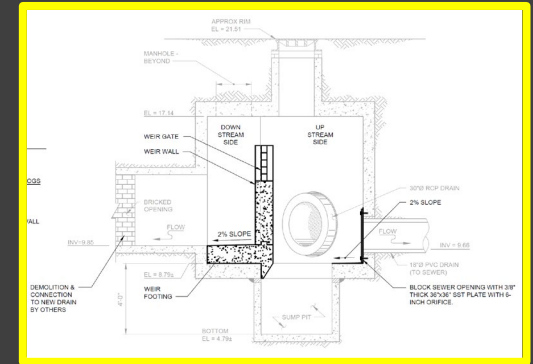 APPROX RIM
EL = 21.81
MANHOLE -
BEYOND
EL = 17.14
DOWN
STREAM
SIDE
UP
STREAM
SIDE
WEIR GATE
WEIR WALL
CGS
30"Ø RCP DRAIN
2% SLOPE
BRICKED
OPENING
FLOW
2% SLOPE
FLOW
INV=9.85
INV = 9.66
EL = 8.79±
WEIR
FOOTING
18"Ø PVC DRAIN
(TO SEWER)
DEMOLITION &
CONNECTION
TO NEW DRAIN
BY OTHERS
4'-0"
BLOCK SEWER OPENING WITH 3/8"
THICK 36"x36" SST PLATE WITH 6-
INCH ORIFICE.
SUMP PIT
BOTTOM
EL = 4.79±